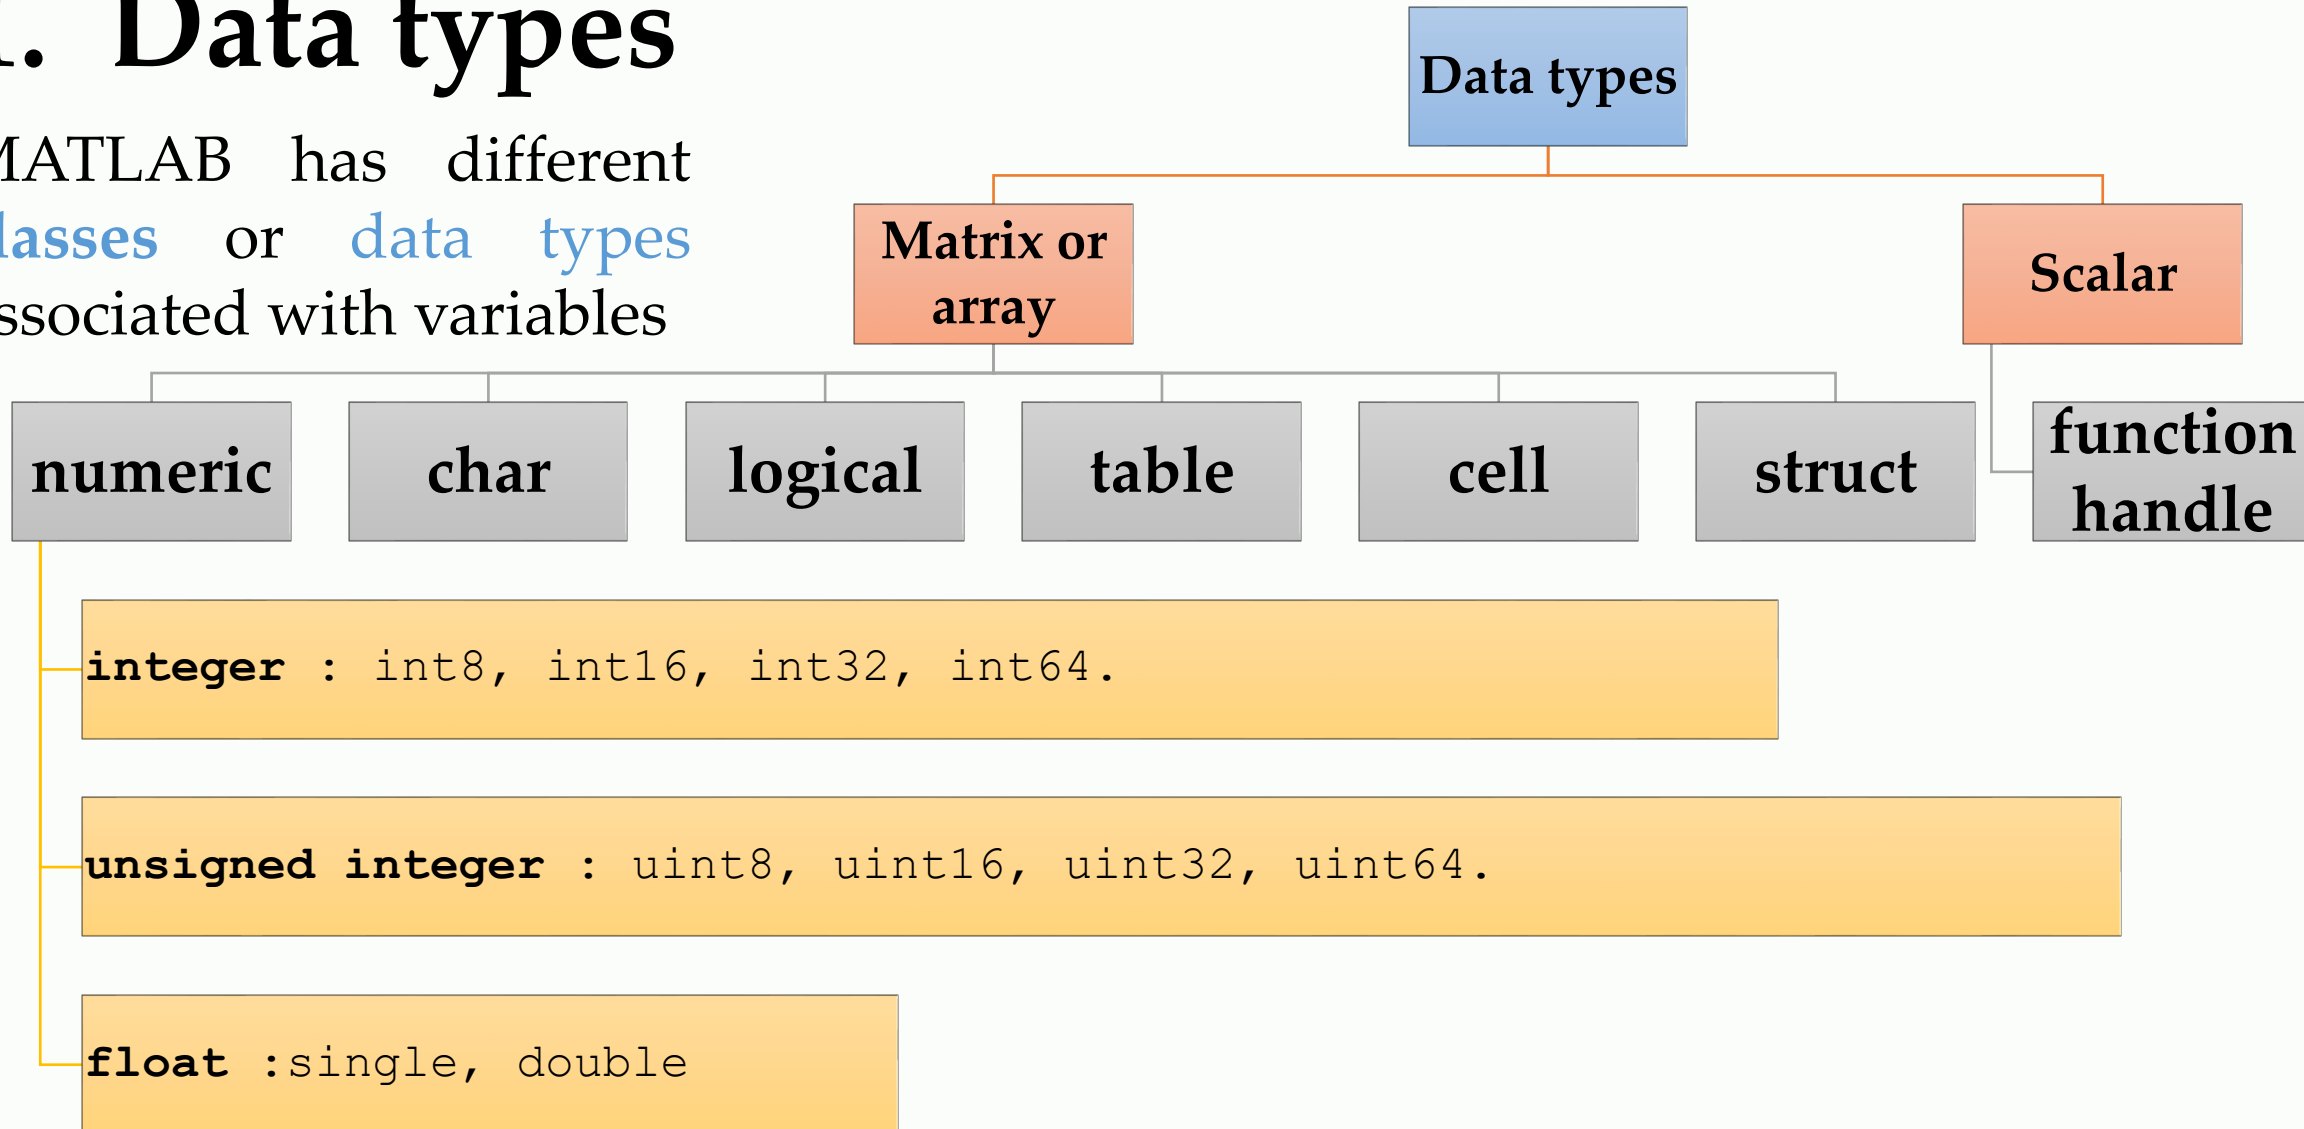 . Data types
MATLAB has different
lasses or data types
ssociated with variables
Data types
Matrix or
array
Scalar
numeric
char
logical
table
cell
struct
function
handle
integer : int8, int16, int32, int64.
unsigned integer : uint8, uint16, uint32, uint64.
float :single, double